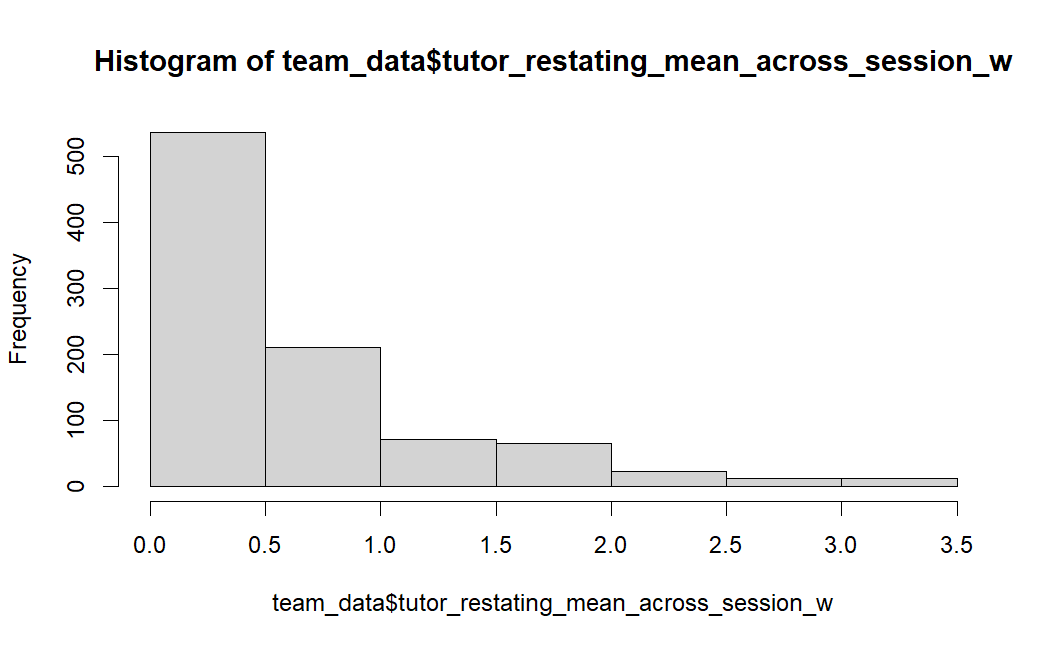 Histogram of team_data$tutor_restating_mean_across_session_w
500
400
300
200
100
0
Frequency
0.0 0.5 1.0 1.5 2.0 2.5 3.0 3.5
team_data$tutor_restating_mean_across_session_w